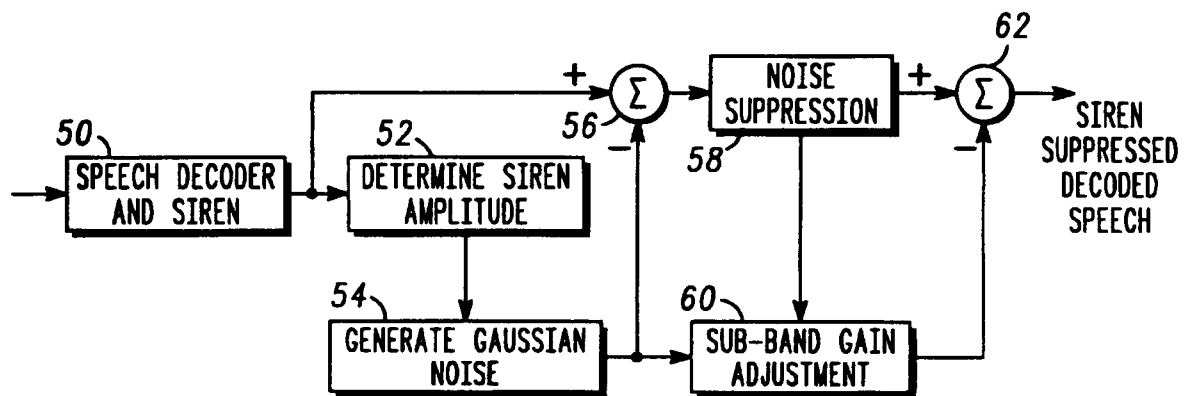 62
+
Σ
56
−
NOISE
SUPPRESSION
58
+
Σ
−
SIREN
SUPPRESSED
DECODED
SPEECH
50
SPEECH DECODER
AND SIREN
52
DETERMINE SIREN
AMPLITUDE
54
GENERATE GAUSSIAN
NOISE
60
SUB-BAND GAIN
ADJUSTMENT